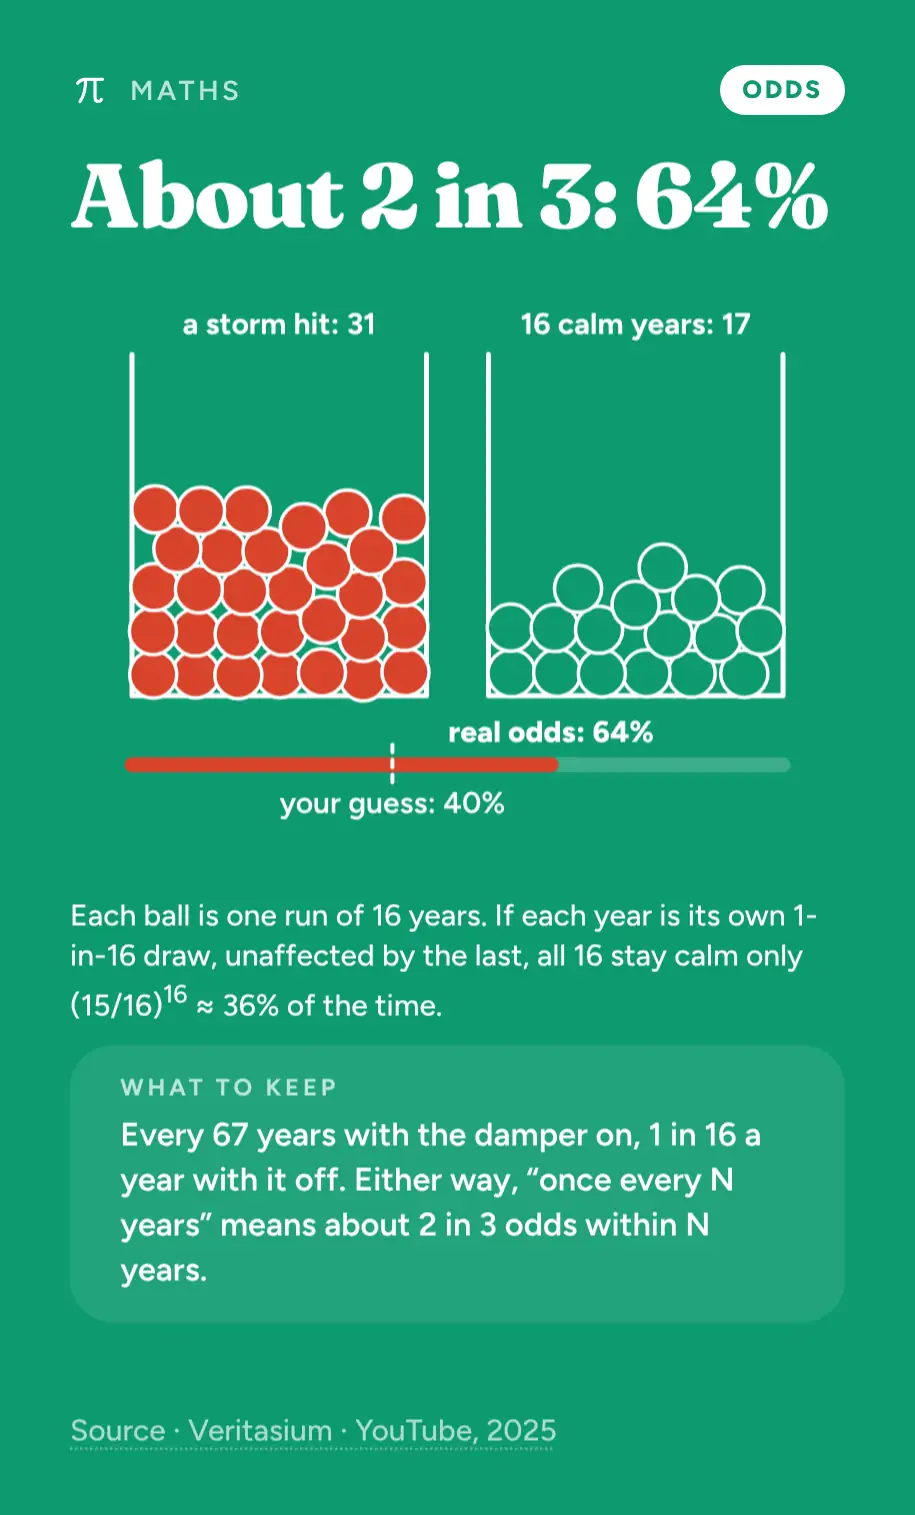 π MATHS
ODDS
About 2 in 3: 64%
a storm hit: 31
16 calm years: 17
real odds: 64%
your guess: 40%
Each ball is one run of 16 years. If each year is its own 1-
in-16 draw, unaffected by the last, all 16 stay calm only
(15/16)¹⁶ ≈ 36% of the time.
WHAT TO KEEP
Every 67 years with the damper on, 1 in 16 a
year with it off. Either way, “once every N
years” means about 2 in 3 odds within N
years.
Source · Veritasium · YouTube, 2025